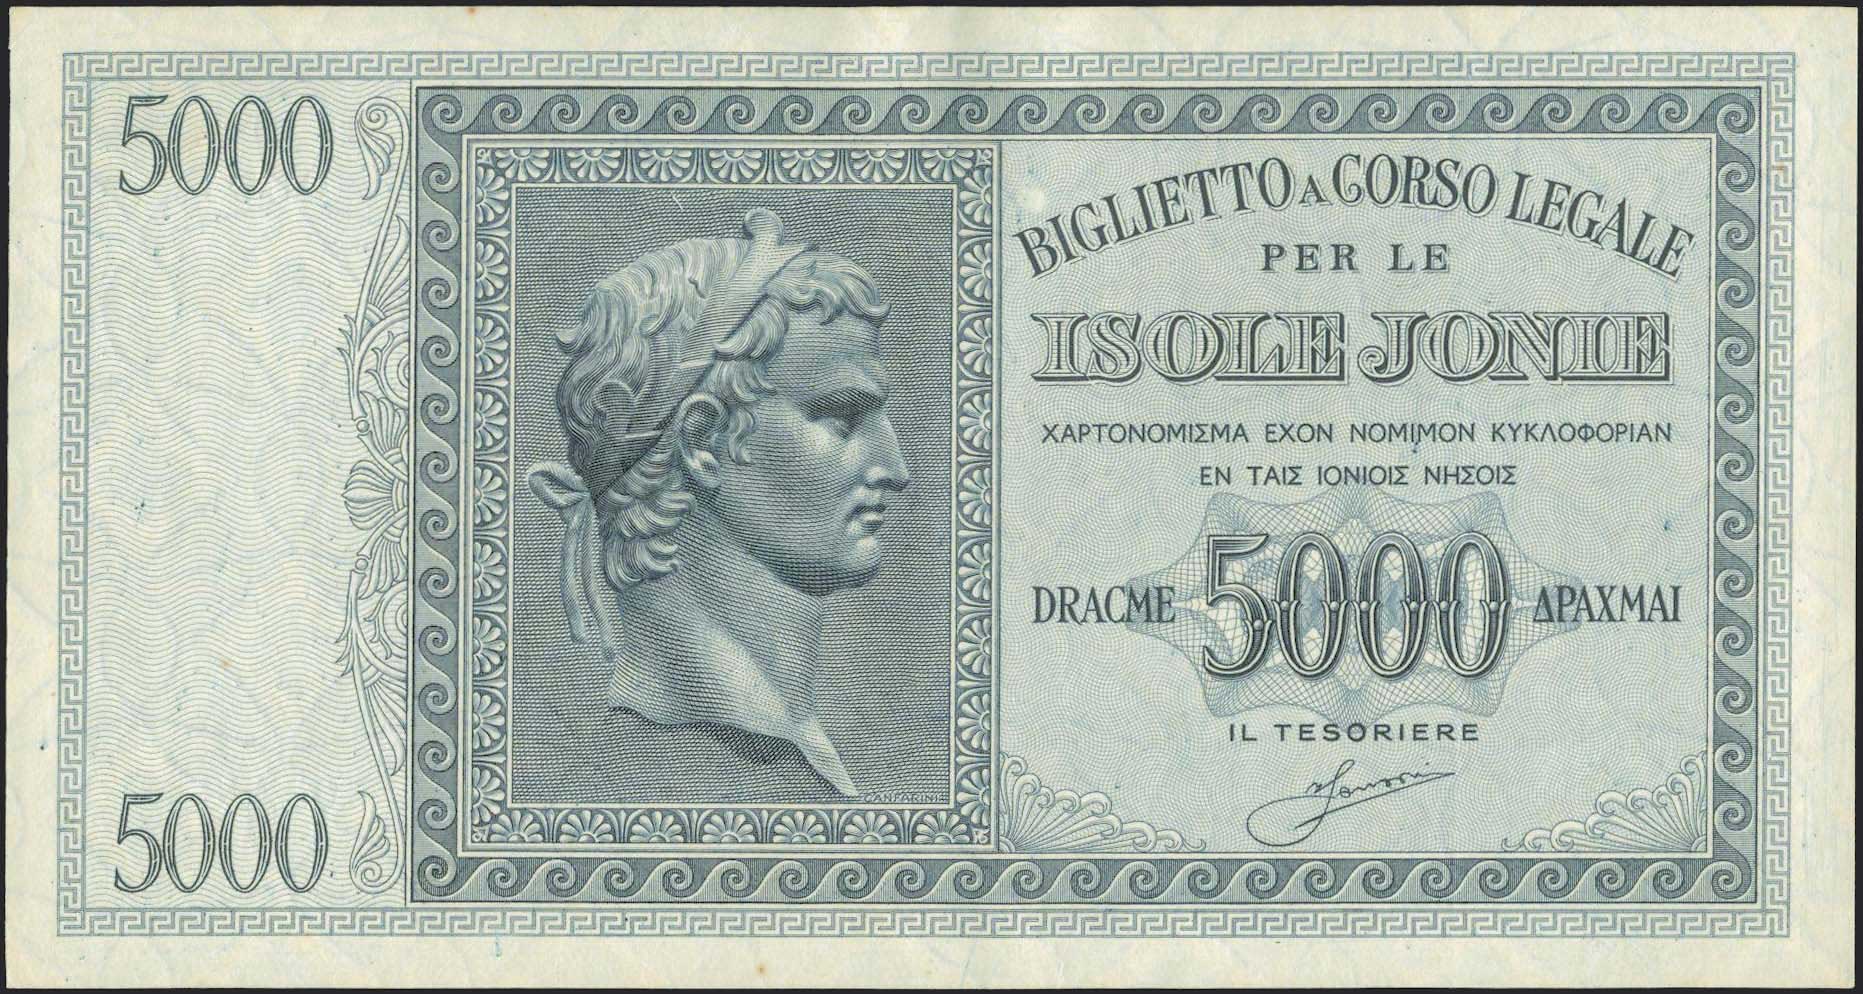 5000
BIGLIETTO A CORSO LEGALE
PER LE
ISOLE JONIE
ΧΑΡΤΟΝΟΜΙΣΜΑ ΕΧΟΝ ΝΟΜΙΜΟΝ ΚΥΚΛΟΦΟΡΙΑΝ
ΕΝ ΤΑΙΣ ΙΟΝΙΟΙΣ ΝΗΣΟΙΣ
DRACME 5000 ΔΡΑΧΜΑΙ
IL TESORIERE
5000